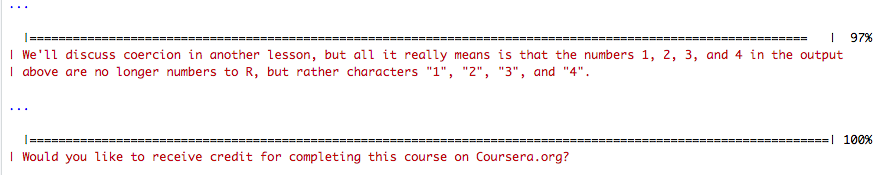 ...
|================================================================================================================   |  97%
| We'll discuss coercion in another lesson, but all it really means is that the numbers 1, 2, 3, and 4 in the output
| above are no longer numbers to R, but rather characters "1", "2", "3", and "4".
...
|===================================================================================================================| 100%
| Would you like to receive credit for completing this course on Coursera.org?